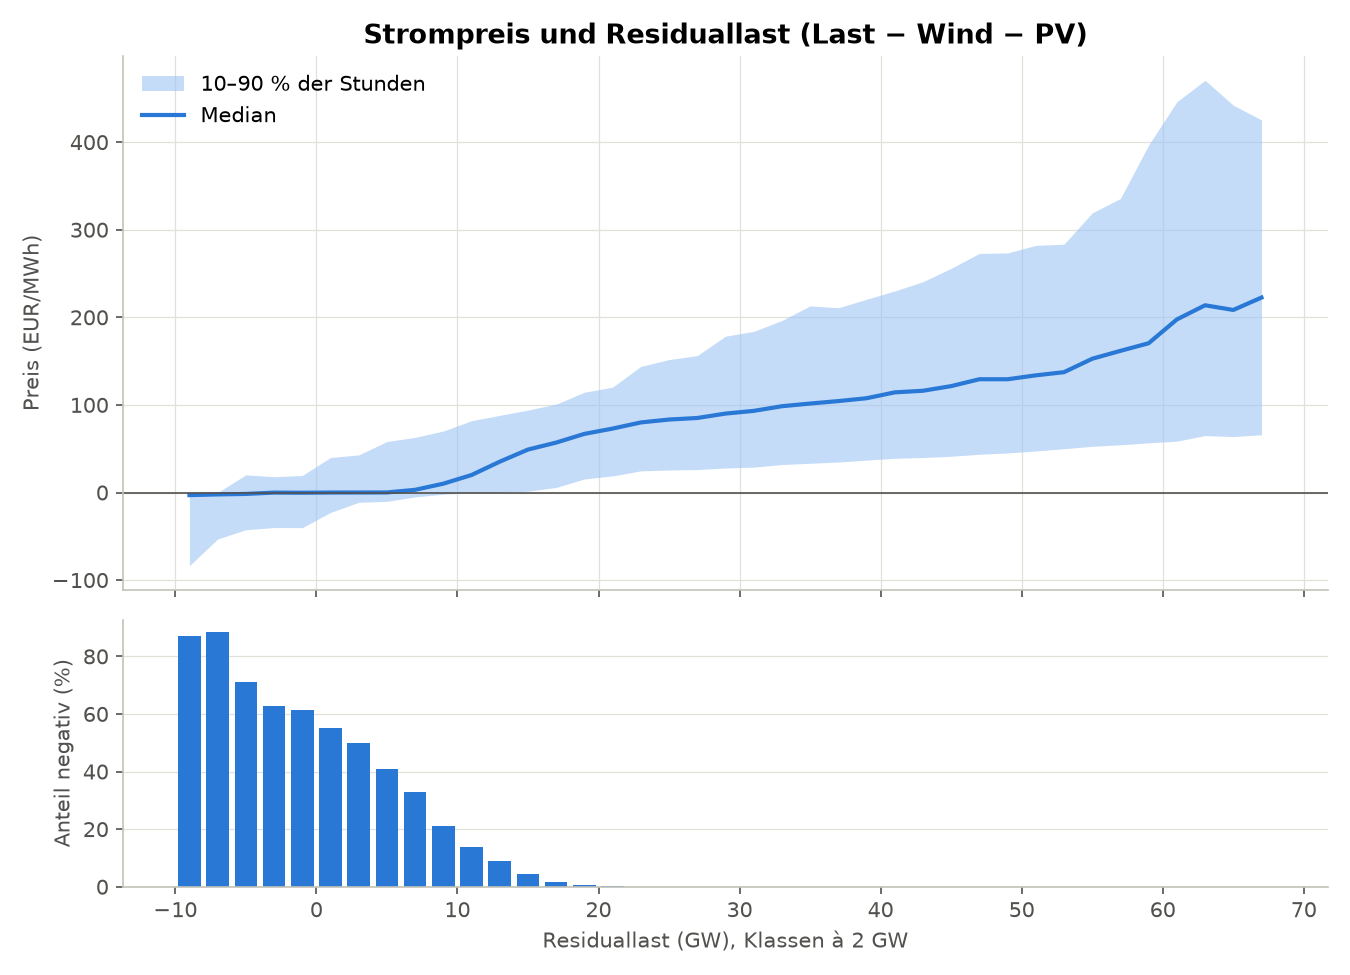 Strompreis und Residuallast (Last − Wind − PV)
10–90 % der Stunden
Median
Preis (EUR/MWh)
400
300
200
100
0
−100
Anteil negativ (%)
80
60
40
20
0
−10 0 10 20 30 40 50 60 70
Residuallast (GW), Klassen à 2 GW